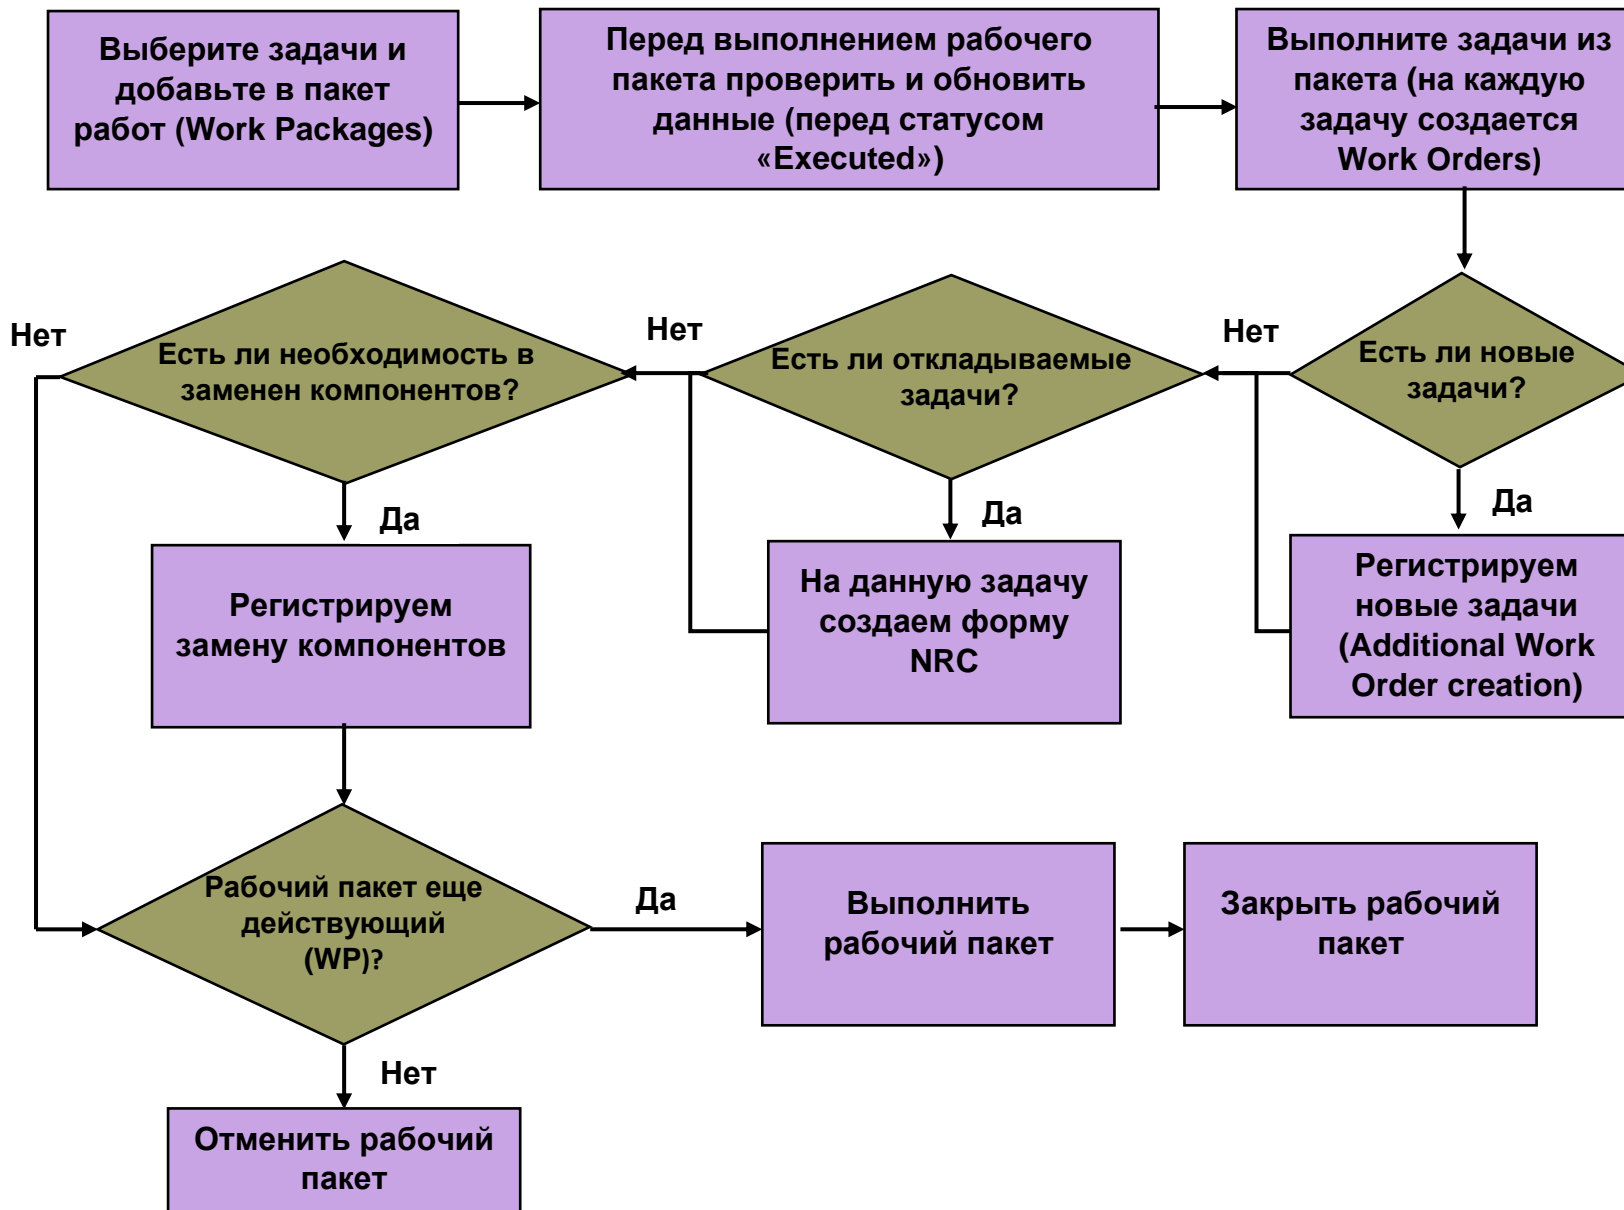 Выберите задачи и
добавьте в пакет
работ (Work Packages)
Перед выполнением рабочего
пакета проверить и обновить
данные (перед статусом
«Executed»)
Выполните задачи из
пакета (на каждую
задачу создается
Work Orders)
Нет
Есть ли необходимость в
заменен компонентов?
Нет
Есть ли откладываемые
задачи?
Нет
Есть ли новые
задачи?
Да
Да
Да
Регистрируем
замену компонентов
На данную задачу
создаем форму
NRC
Регистрируем
новые задачи
(Additional Work
Order creation)
Рабочий пакет еще
действующий
(WP)?
Да
Выполнить
рабочий пакет
Закрыть рабочий
пакет
Нет
Отменить рабочий
пакет